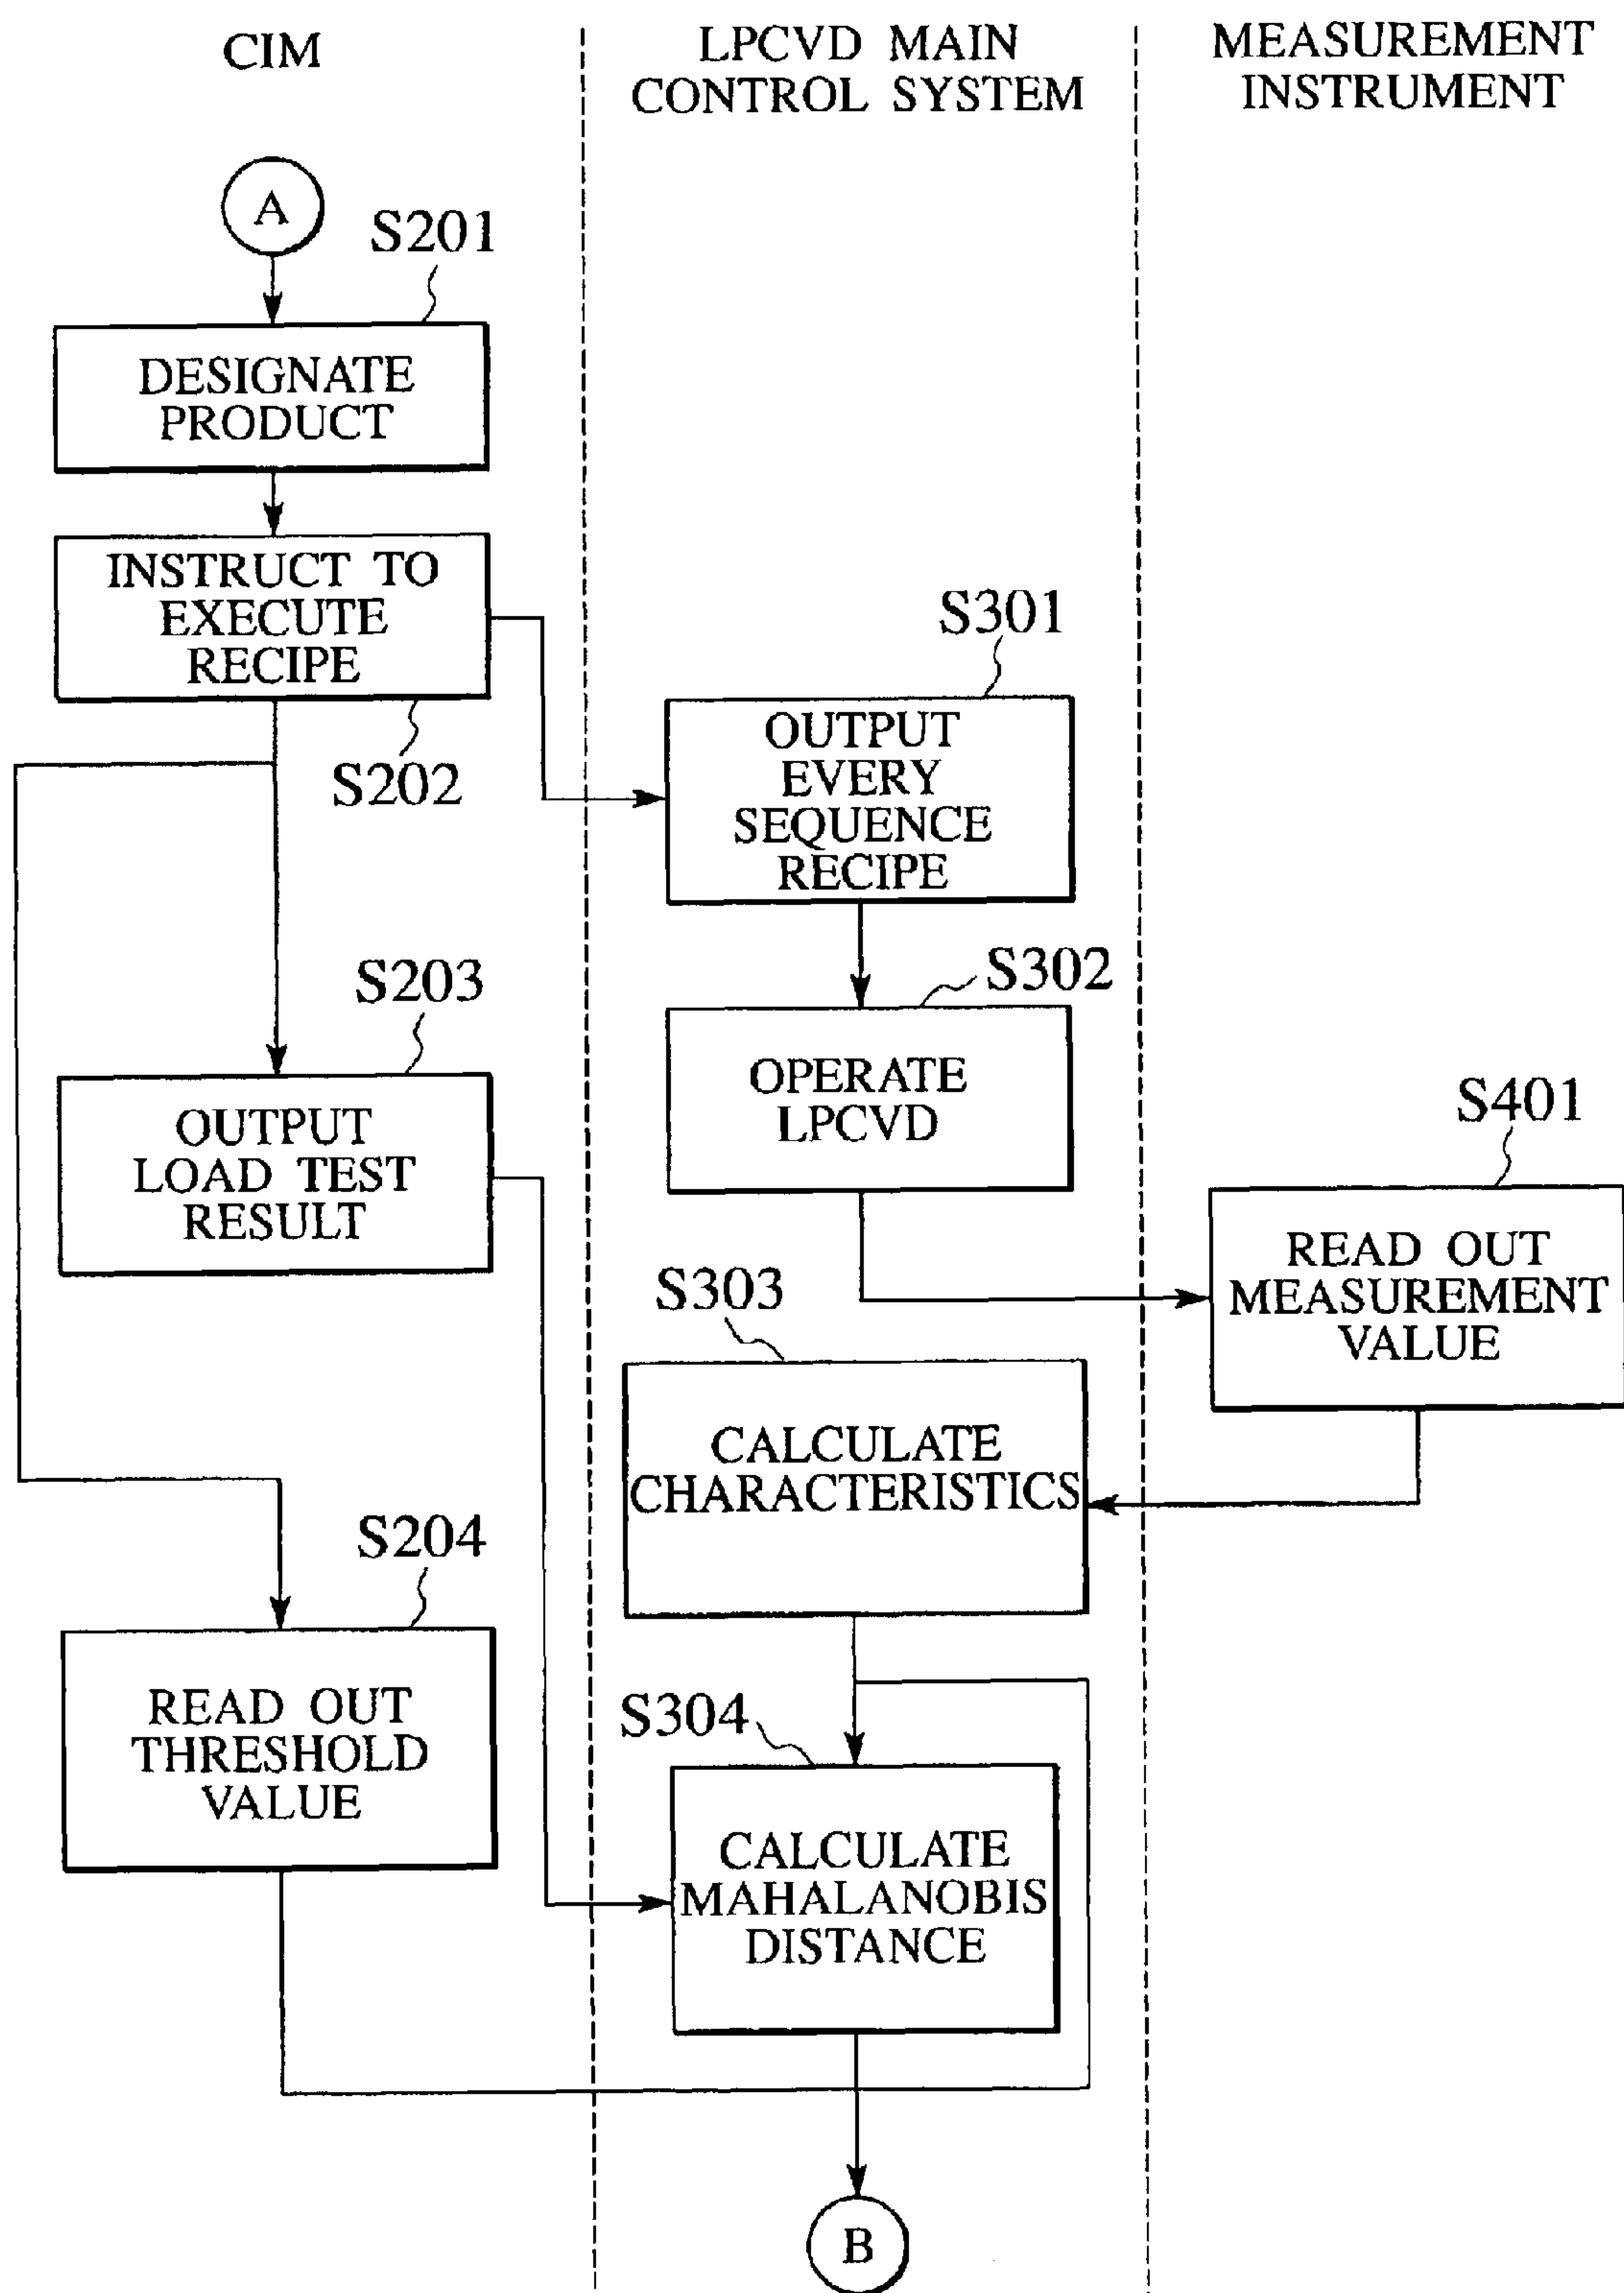 CIM
LPCVD MAIN
CONTROL SYSTEM
MEASUREMENT
INSTRUMENT
A
S201
DESIGNATE
PRODUCT
INSTRUCT TO
EXECUTE
RECIPE
S202
S301
OUTPUT
EVERY
SEQUENCE
RECIPE
S203
OUTPUT
LOAD TEST
RESULT
S302
OPERATE
LPCVD
S401
READ OUT
MEASUREMENT
VALUE
S303
CALCULATE
CHARACTERISTICS
S204
READ OUT
THRESHOLD
VALUE
S304
CALCULATE
MAHALANOBIS
DISTANCE
B